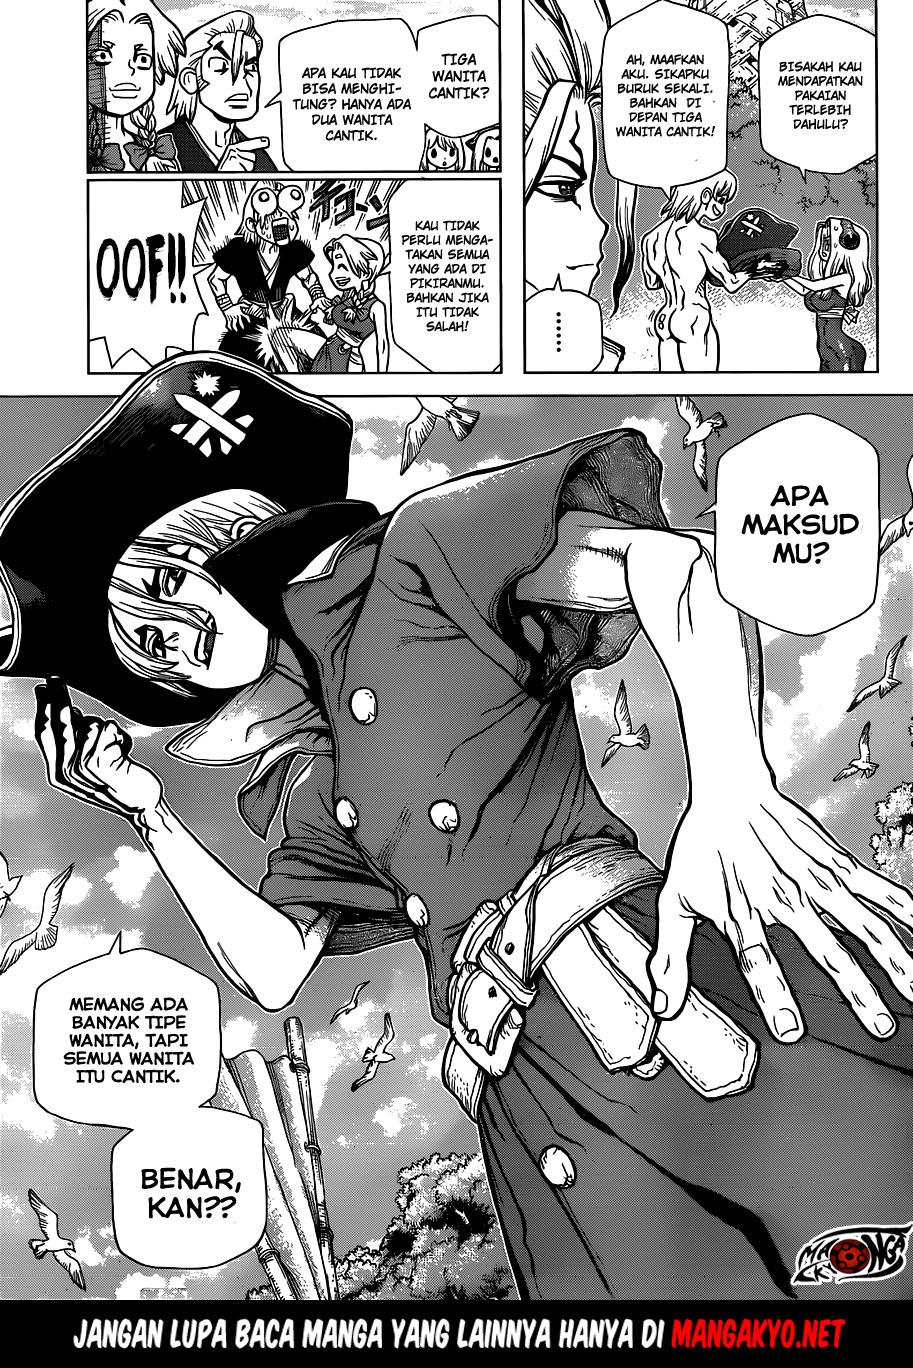 BISAKAH KAU
MENDAPATKAN
PAKAIAN
TERLEBIH
DAHULU?
AH, MAAFKAN
AKU. SIKAPKU
BURUK SEKALI.
BAHKAN DI
DEPAN TIGA
WANITA CANTIK!
......
TIGA
WANITA
CANTIK?
APA KAU TIDAK
BISA MENGHI-
TUNG? HANYA ADA
DUA WANITA
CANTIK.
KAU TIDAK
PERLU MENGA-
TAKAN SEMUA
YANG ADA DI
PIKIRANMU.
BAHKAN JIKA
ITU TIDAK
SALAH!
OOF!!
APA
MAKSUD
MU?
MEMANG ADA
BANYAK TIPE
WANITA, TAPI
SEMUA WANITA
ITU CANTIK.
BENAR,
KAN??
MANGAKYO
JANGAN LUPA BACA MANGA YANG LAINNYA HANYA DI MANGAKYO.NET